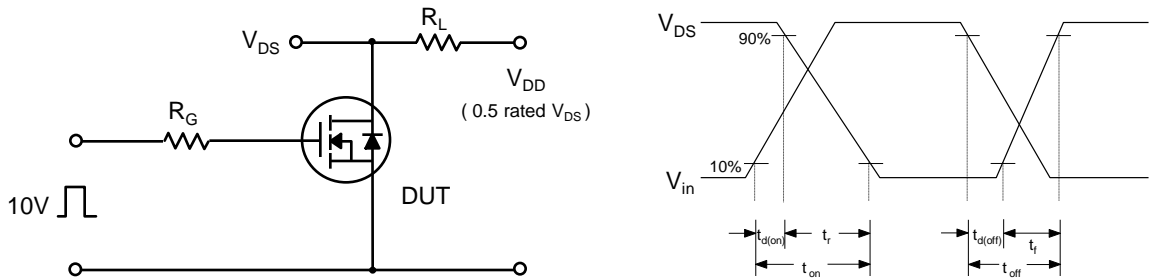 V_DS
R_L
V_DD
( 0.5 rated V_DS )
R_G
10V
DUT
V_DS
90%
10%
V_in
t_d(on)
t_r
t_on
t_d(off)
t_f
t_off